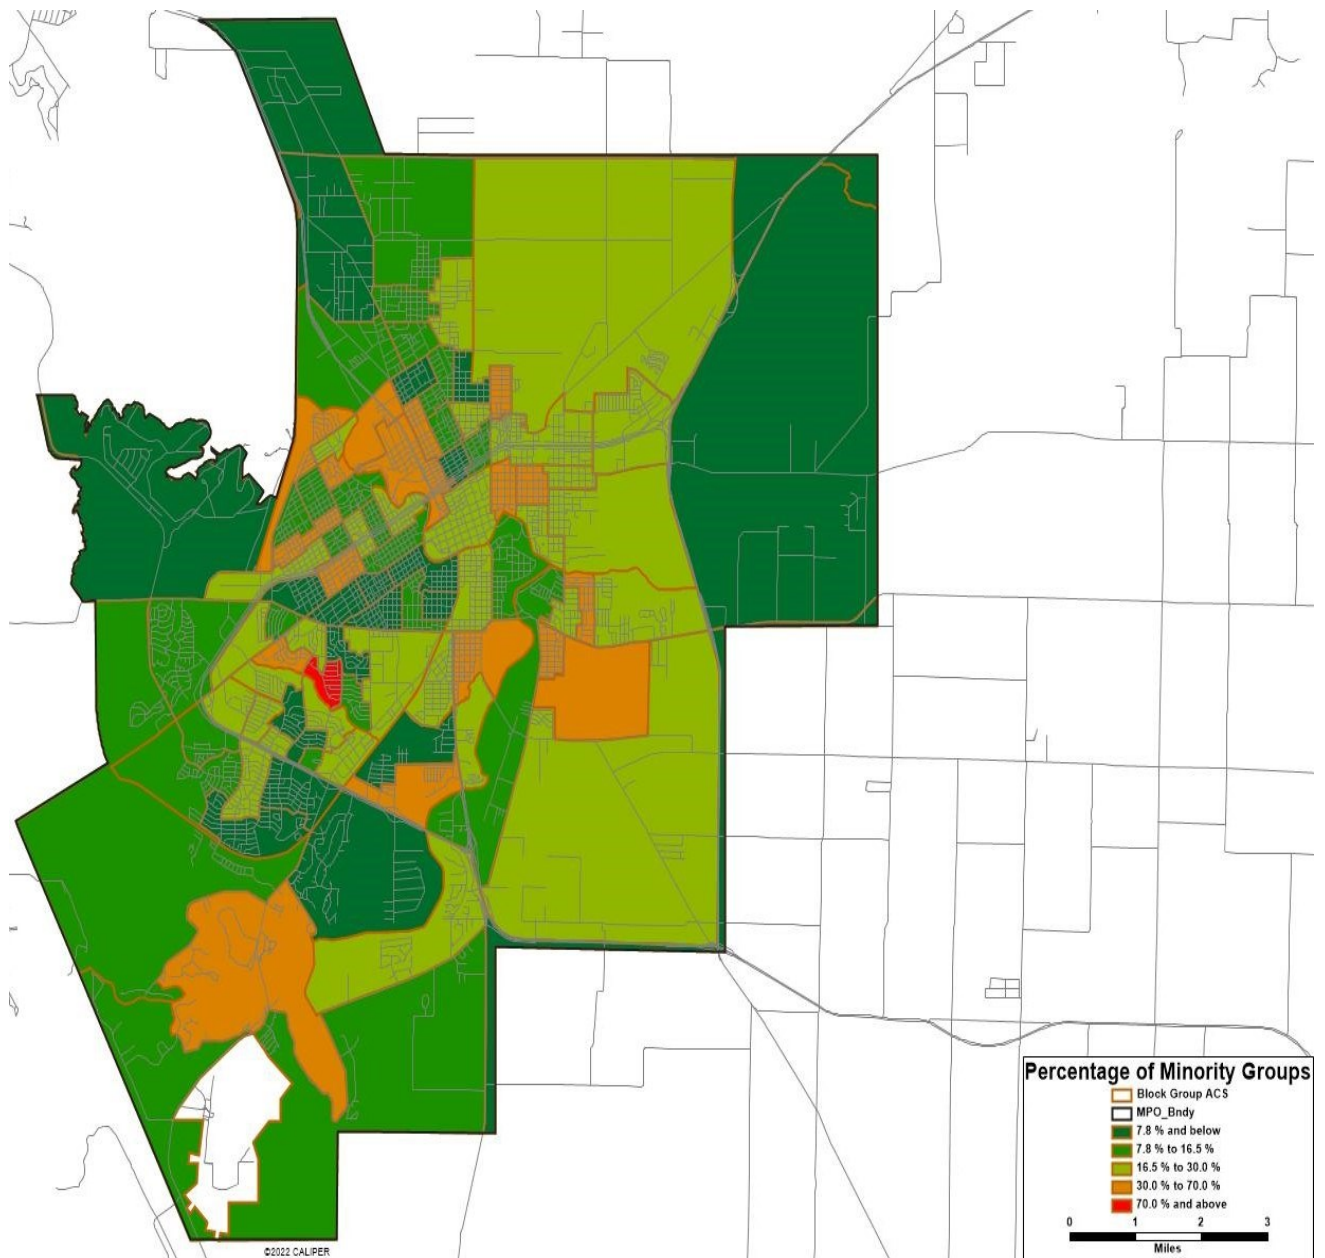 Percentage of Minority Groups
Block Group ACS
MPO_Bndy
7.8 % and below
7.8 % to 16.5 %
16.5 % to 30.0 %
30.0 % to 70.0 %
70.0 % and above
0 1 2 3
Miles
©2022 CALIPER